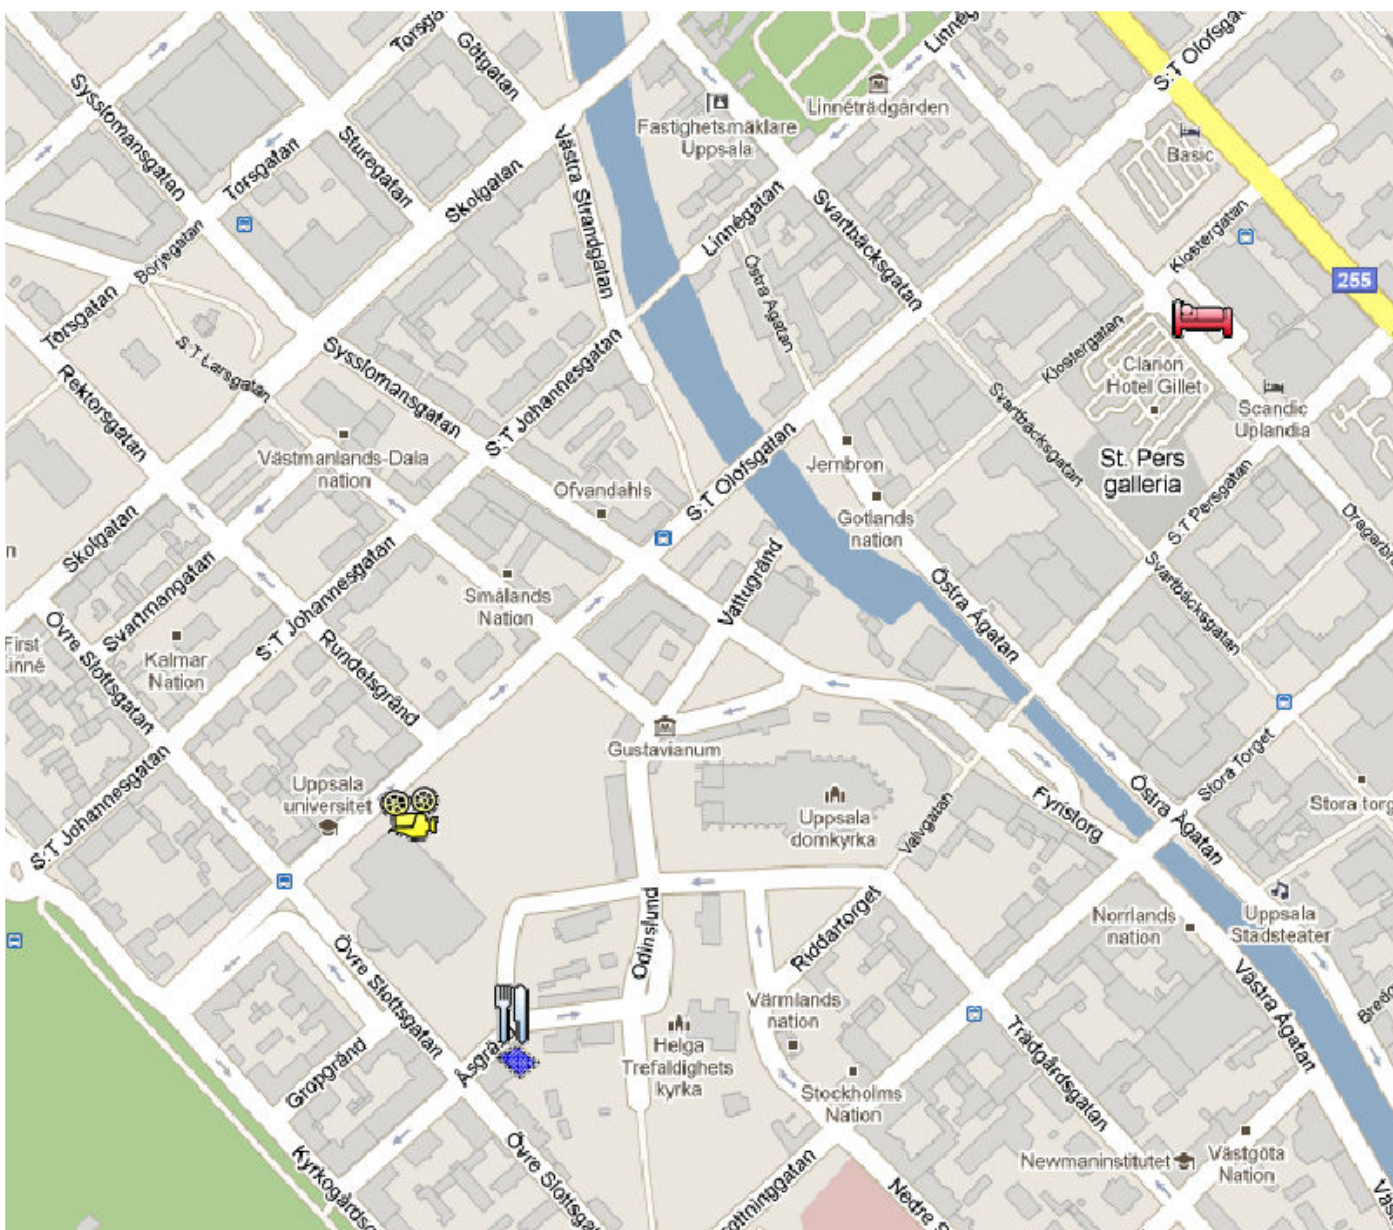 Torsgatan
Götgatan
Linnégatan
S:T Olofsgatan
Sysslomansgatan
Linnéträdgården
Fastighetsmäklare
Uppsala
Basic
Sturegatan
Västra Strandgatan
Torsgatan
Skolgatan
Linnégatan
Svartbäcksgatan
Klostergatan
Börjegatan
Östra Ågatan
255
Torsgatan
S:T Larsgatan
Sysslomansgatan
S:T Johannesgatan
Klostergatan
Clarion
Hotel Gillet
Scandic
Uplandia
Rektorsgatan
Svartbäcksgatan
Västmanlands-Dala
nation
Jernbron
St. Pers
galleria
Ofvandahls
S:T Olofsgatan
Gotlands
nation
S:T Persgatan
Skolgatan
Svartmangatan
S:T Johannesgatan
Smålands
Nation
Vattugränd
Östra Ågatan
Svartbäcksgatan
First
Linné
Övre Slottsgatan
Kalmar
Nation
Rundelsgränd
Gustavianum
Stora Torget
S:T Johannesgatan
Uppsala
universitet
Uppsala
domkyrka
Valvgatan
Fyristorg
Östra Ågatan
Stora torg
Odinslund
Riddartorget
Norrlands
nation
Uppsala
Stadsteater
Övre Slottsgatan
Värmlands
nation
Västra Ågatan
Helga
Trefaldighets
kyrka
Trädgårdsgatan
Gropgränd
Stockholms
Nation
Övre Slottsgat
Newmaninstitutet
Västgöta
Nation
Kyrkogårdsg
ottninggatan
Nedre S